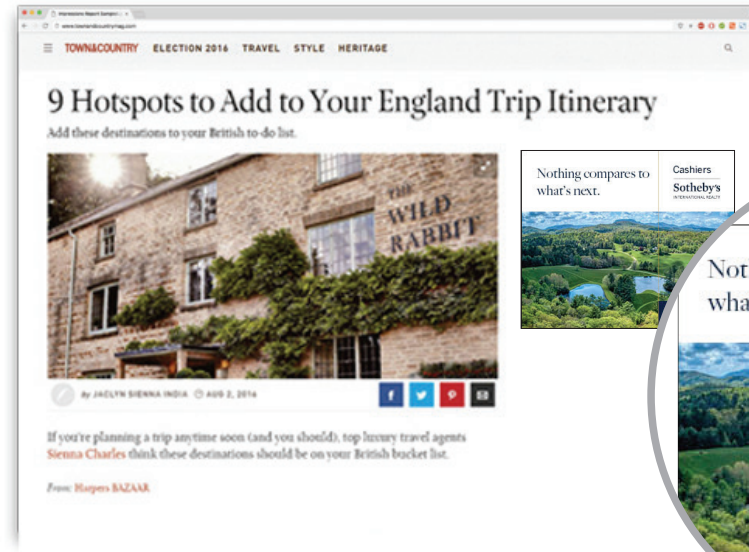 www.townandcountrymag.com
TOWN&COUNTRY ELECTION 2016 TRAVEL STYLE HERITAGE
9 Hotspots to Add to Your England Trip Itinerary
Add these destinations to your British to-do list.
THE
WILD
RABBIT
By JACLYN SIENNA INDIA AUG 2, 2016
If you're planning a trip anytime soon (and you should), top luxury travel agents
Sienna Charles think these destinations should be on your British bucket list.
From: Harpers BAZAAR
Nothing compares to
what's next.
Cashiers
Sotheby's
INTERNATIONAL REALTY
Not
wha